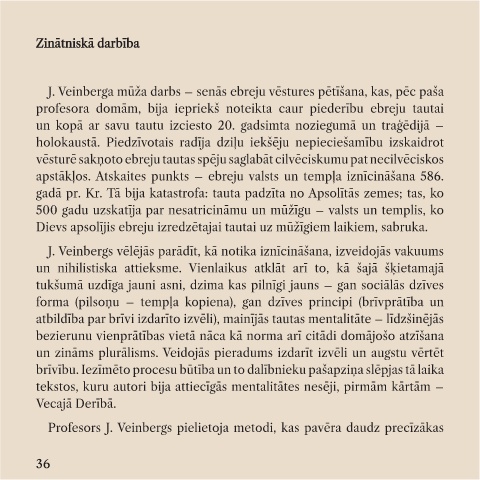 Zinātniskā darbība
J. Veinberga mūža darbs – senās ebreju vēstures pētīšana, kas, pēc paša
profesora domām, bija iepriekš noteikta caur piederību ebreju tautai
un kopā ar savu tautu izciesto 20. gadsimta noziegumā un traģēdijā –
holokaustā. Piedzīvotais radīja dziļu iekšēju nepieciešamību izskaidrot
vēsturē sakņoto ebreju tautas spēju saglabāt cilvēciskumu pat necilvēciskos
apstākļos. Atskaites punkts – ebreju valsts un tempļa iznīcināšana 586.
gadā pr. Kr. Tā bija katastrofa: tauta padzīta no Apsolītās zemes; tas, ko
500 gadu uzskatīja par nesatricināmu un mūžīgu – valsts un templis, ko
Dievs apsolījis ebreju izredzētajai tautai uz mūžīgiem laikiem, sabruka.
J. Veinbergs vēlējās parādīt, kā notika iznīcināšana, izveidojās vakuums
un nihilistiska attieksme. Vienlaikus atklāt arī to, kā šajā šķietamajā
tukšumā uzdīga jauni asni, dzima kas pilnīgi jauns – gan sociālās dzīves
forma (pilsoņu – tempļa kopiena), gan dzīves principi (brīvprātība un
atbildība par brīvi izdarīto izvēli), mainījās tautas mentalitāte – līdzšinējās
bezierunu vienprātības vietā nāca kā norma arī citādi domājošo atzīšana
un zināms plurālisms. Veidojās pieradums izdarīt izvēli un augstu vērtēt
brīvību. Iezīmēto procesu būtība un to dalībnieku pašapziņa slēpjas tā laika
tekstos, kuru autori bija attiecīgās mentalitātes nesēji, pirmām kārtām –
Vecajā Derībā.
Profesors J. Veinbergs pielietoja metodi, kas pavēra daudz precīzākas
36